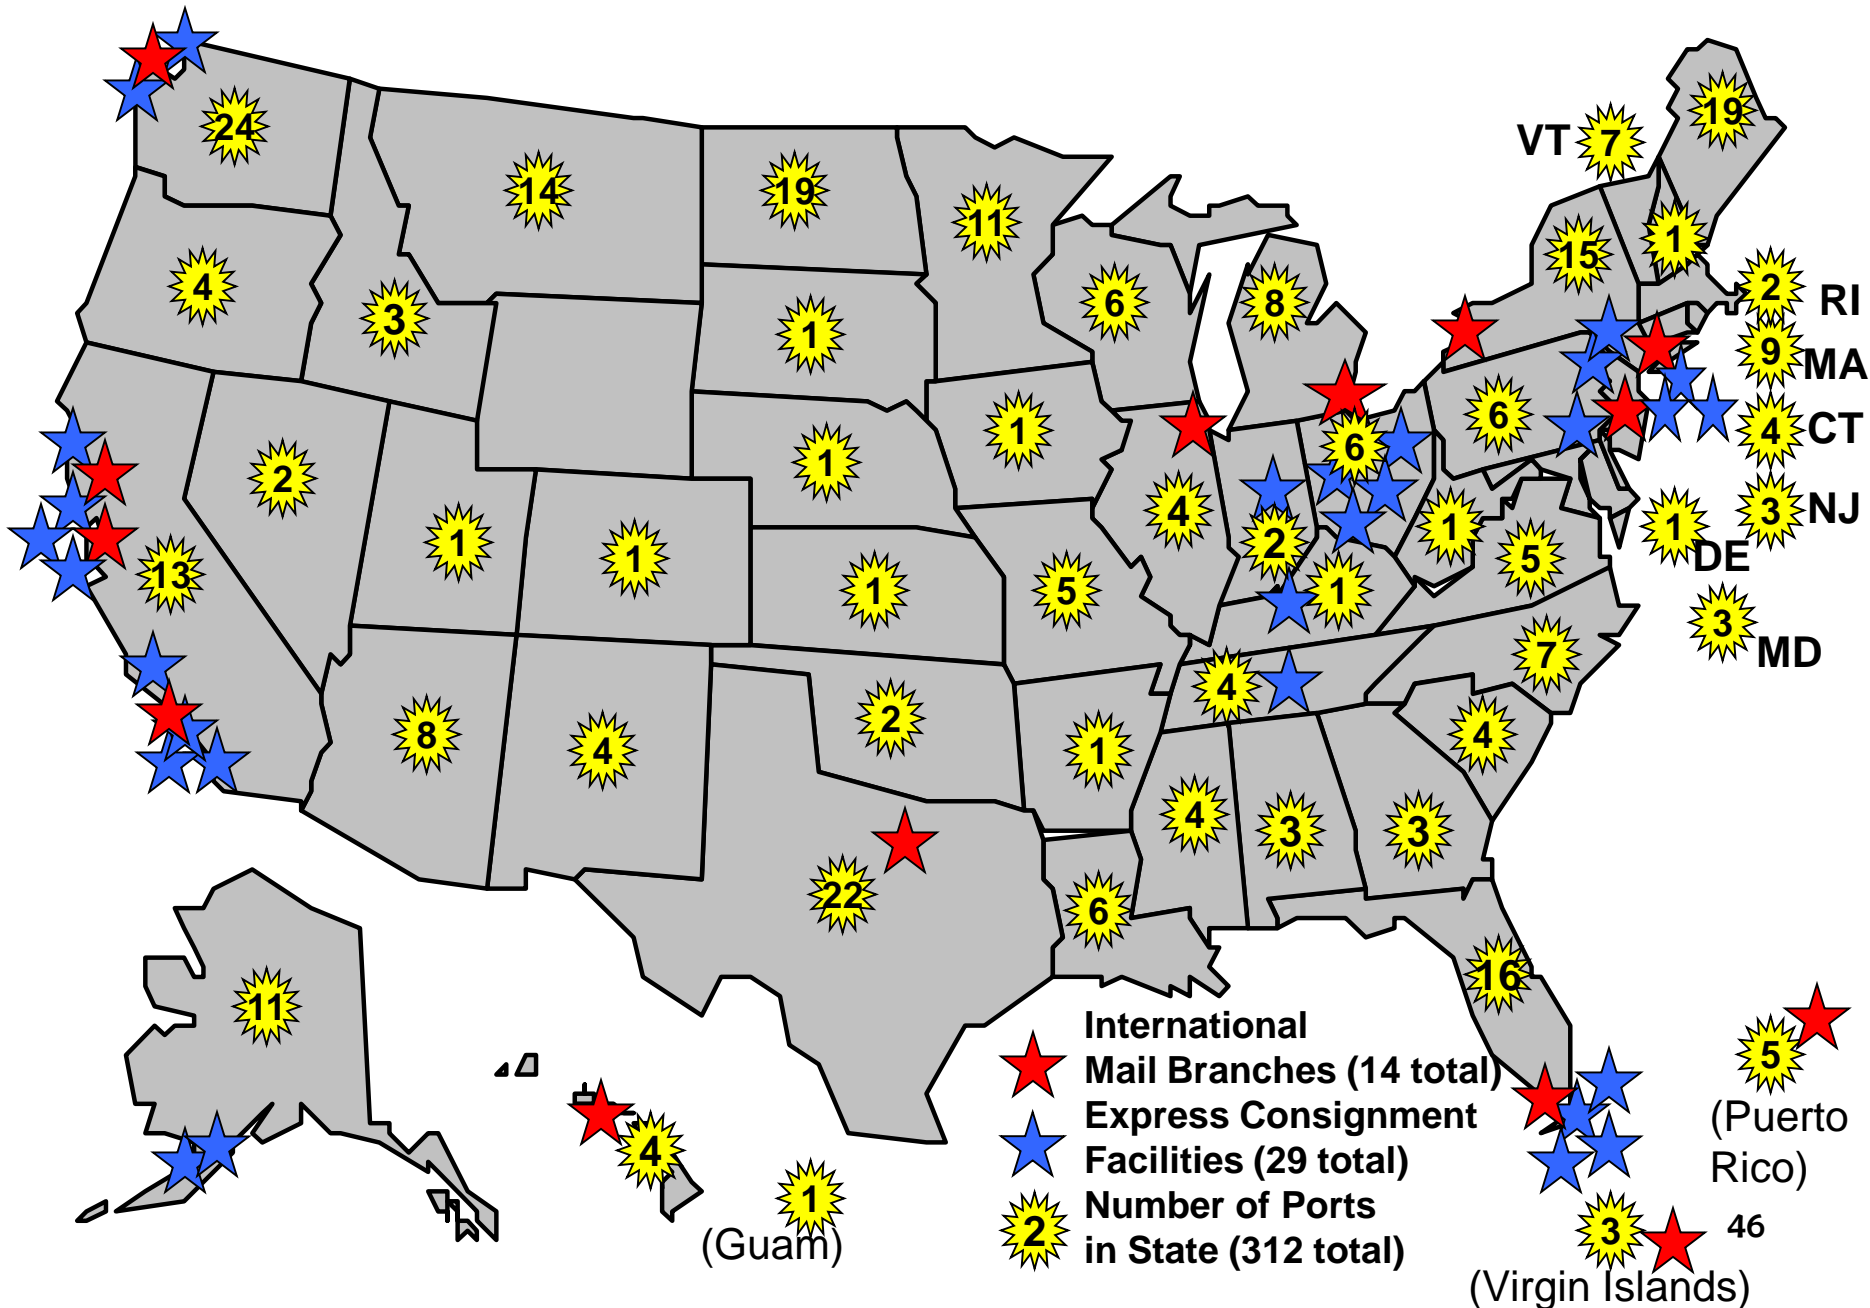 24
14
19
11
VT 7
19
4
3
1
6
8
15
1
2 RI
9 MA
4 CT
3 NJ
1 DE
3 MD
2
1
1
1
1
1
4
6
6
2
1
1
5
13
1
5
7
4
4
8
4
2
1
4
3
3
22
6
16
11
International
Mail Branches (14 total)
Express Consignment
Facilities (29 total)
2 Number of Ports
in State (312 total)
4
1
(Guam)
5
(Puerto
Rico)
3
(Virgin Islands)
46